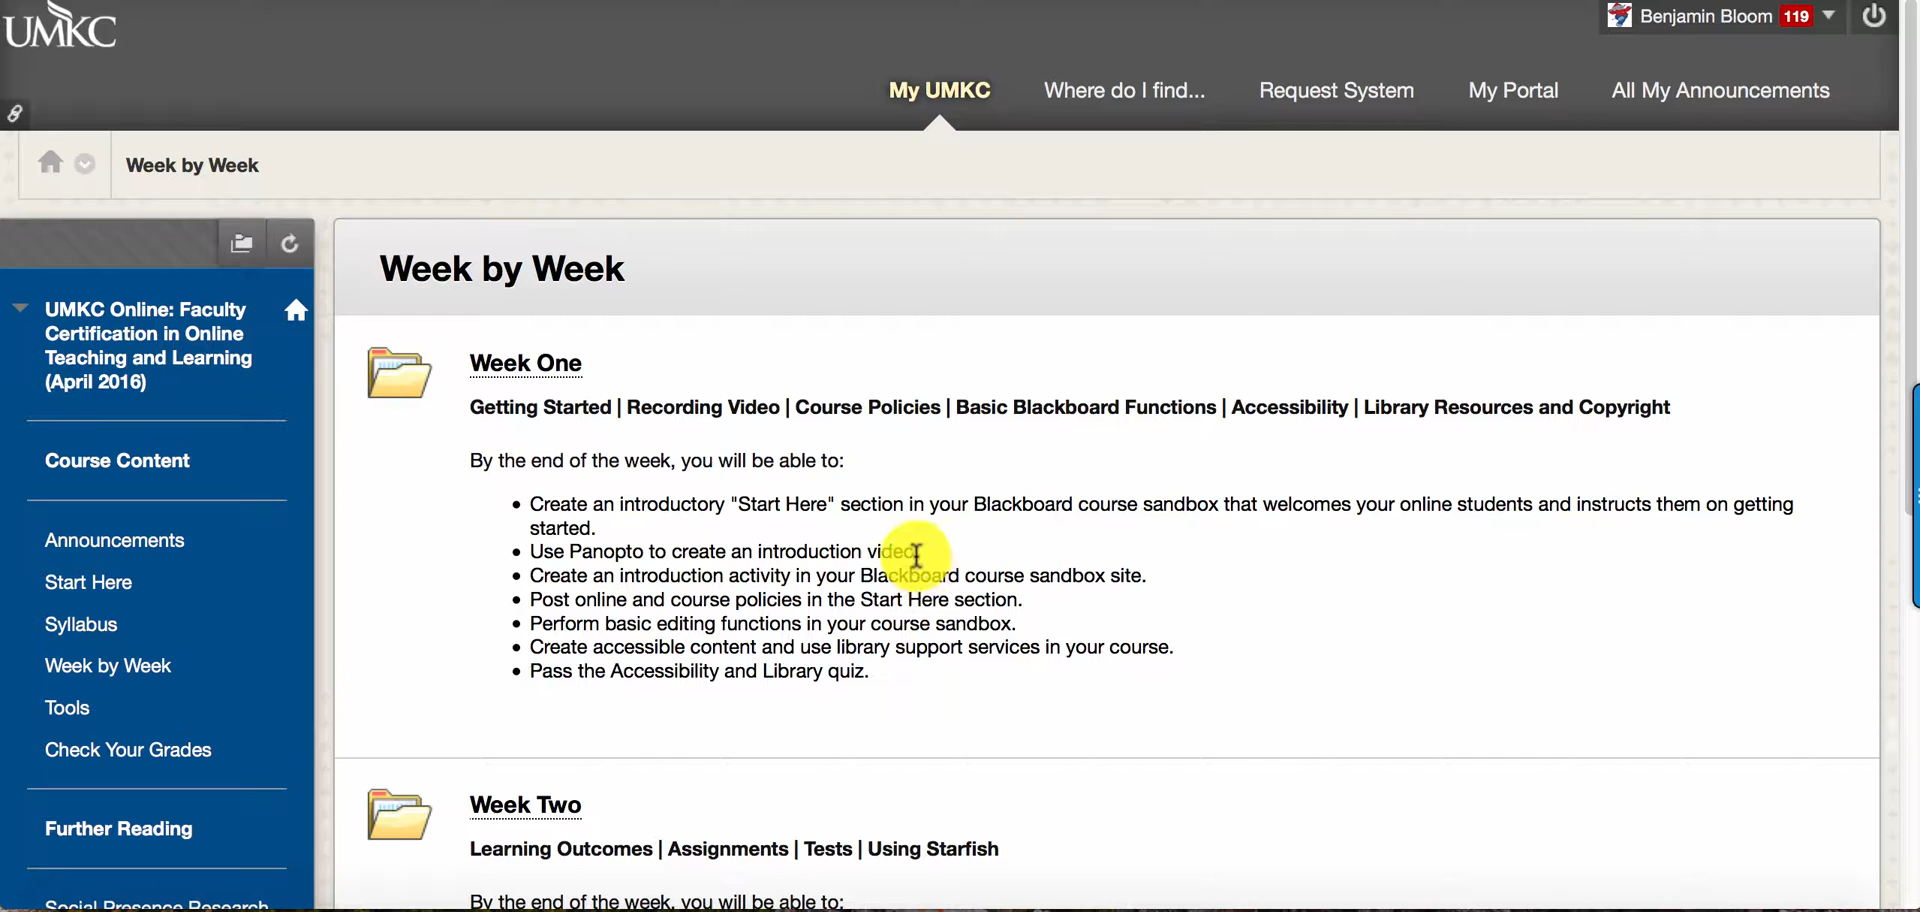 UMKC
Benjamin Bloom 119
My UMKC
Where do I find...
Request System
My Portal
All My Announcements
Week by Week
UMKC Online: Faculty
Certification in Online
Teaching and Learning
(April 2016)
Course Content
Announcements
Start Here
Syllabus
Week by Week
Tools
Check Your Grades
Further Reading
Social Presence Research
Week by Week
Week One
Getting Started | Recording Video | Course Policies | Basic Blackboard Functions | Accessibility | Library Resources and Copyright
By the end of the week, you will be able to:
• Create an introductory "Start Here" section in your Blackboard course sandbox that welcomes your online students and instructs them on getting
started.
• Use Panopto to create an introduction video.
• Create an introduction activity in your Blackboard course sandbox site.
• Post online and course policies in the Start Here section.
• Perform basic editing functions in your course sandbox.
• Create accessible content and use library support services in your course.
• Pass the Accessibility and Library quiz.
Week Two
Learning Outcomes | Assignments | Tests | Using Starfish
By the end of the week, you will be able to: